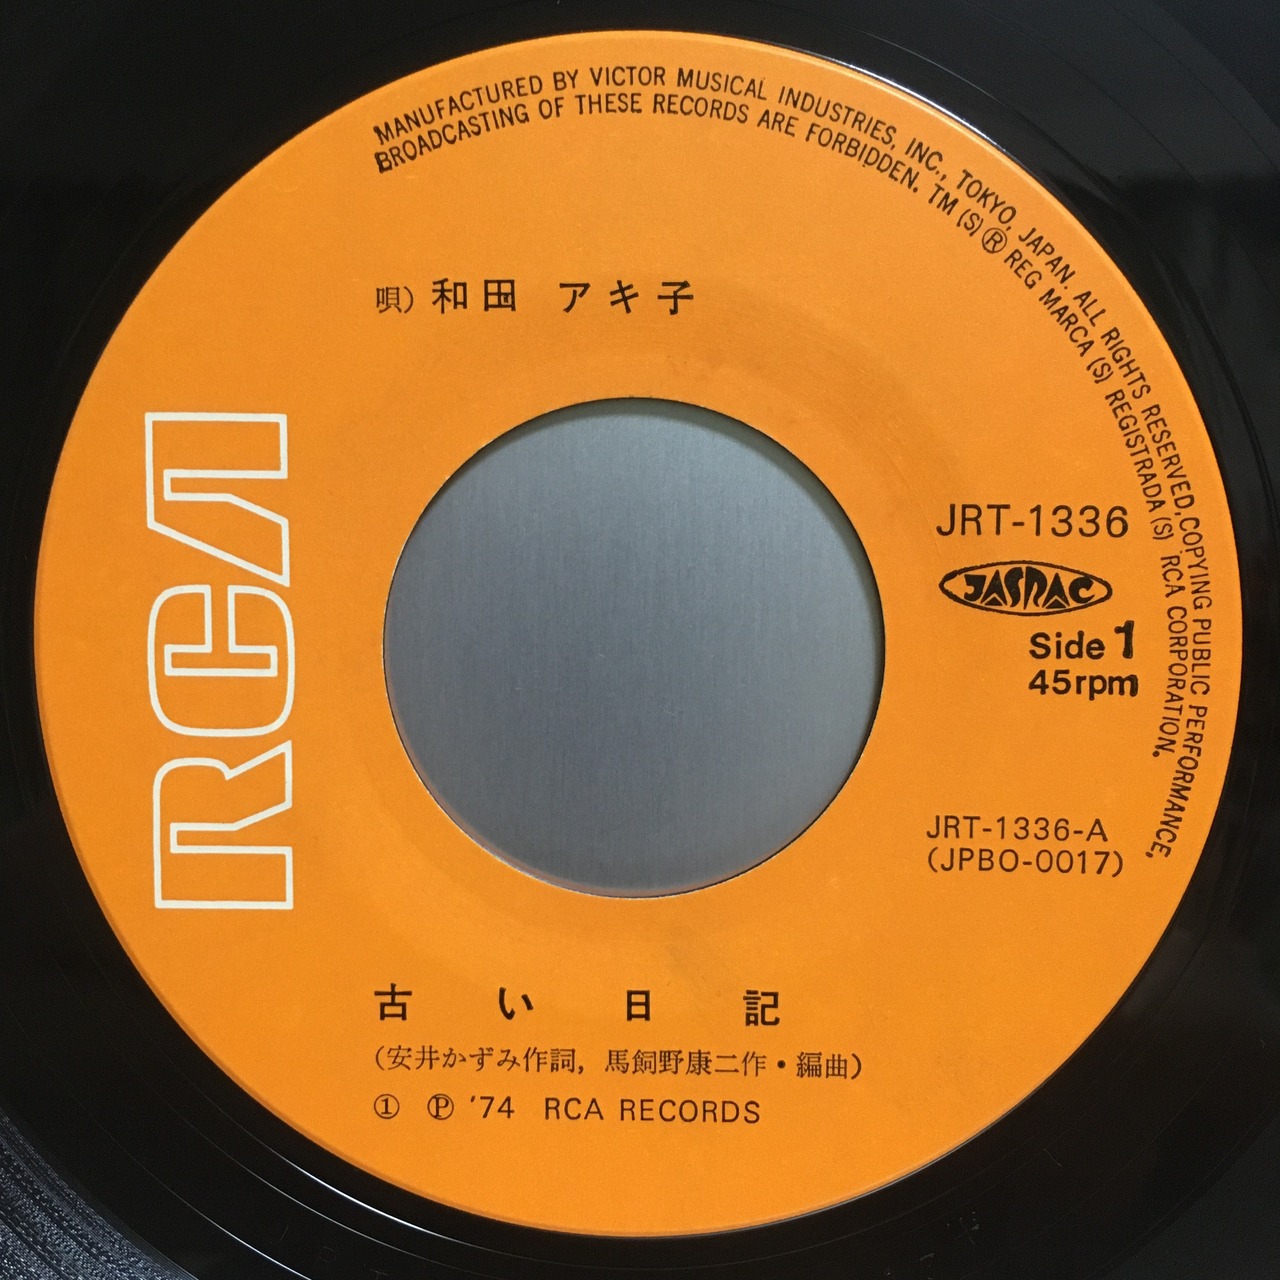 MANUFACTURED BY VICTOR MUSICAL INDUSTRIES, INC., TOKYO, JAPAN. ALL RIGHTS RESERVED, COPYING PUBLIC PERFORMANCE,
BROADCASTING OF THESE RECORDS ARE FORBIDDEN. TM (S) Ⓡ REG MARCA (S) REGISTRADA (S) RCA CORPORATION.
唄) 和田 アキ子
RCA
JRT-1336
JASRAC
Side 1
45rpm
JRT-1336-A
(JPBO-0017)
古い日記
(安井かずみ作詞, 馬飼野康二作・編曲)
① Ⓟ '74 RCA RECORDS